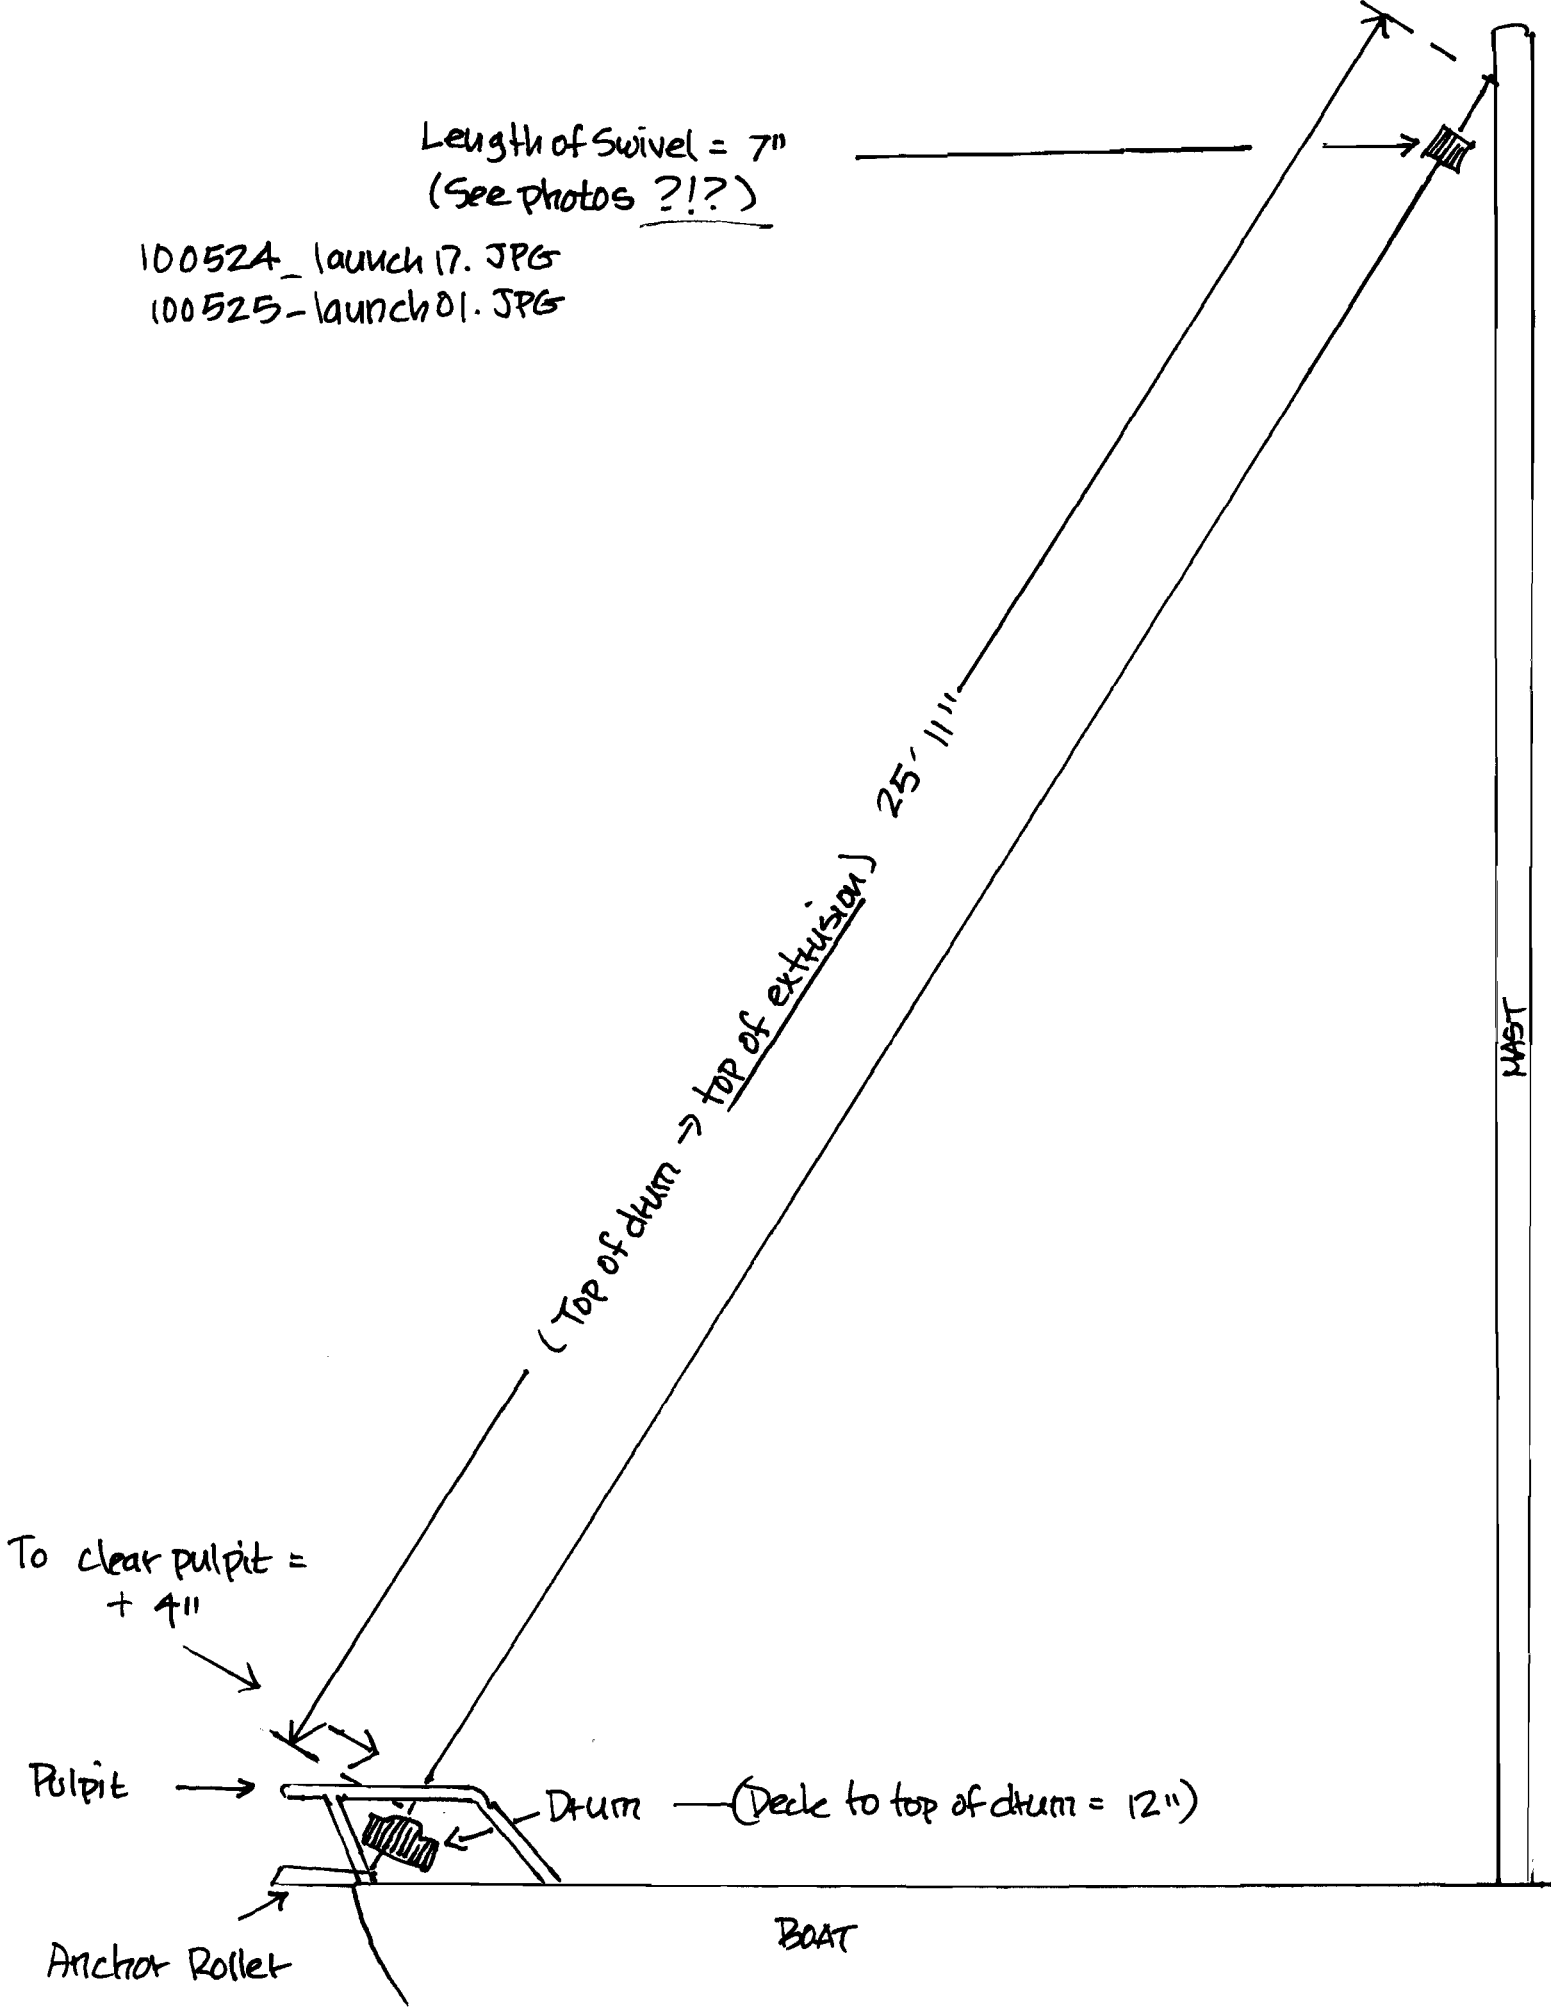 Length of Swivel = 7"
(See photos ?!?)
100524_launch17.JPG
100525-launch01.JPG
(Top of drum → top of extrusion) 25' 11"
MAST
To clear pulpit =
+ 4"
Pulpit
Drum — (Deck to top of drum = 12")
Anchor Roller
BOAT